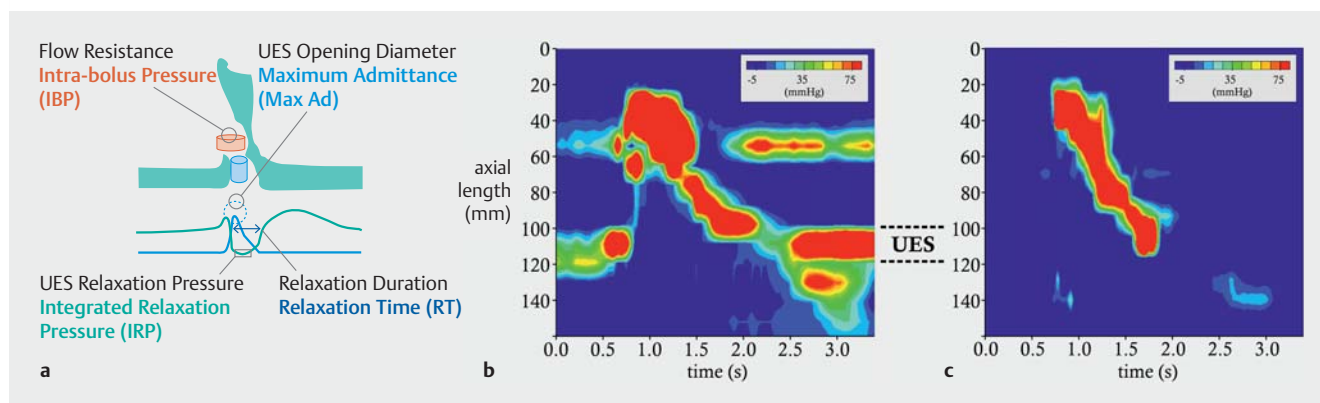 Flow Resistance
Intra-bolus Pressure
(IBP)
UES Opening Diameter
Maximum Admittance
(Max Ad)
UES Relaxation Pressure
Integrated Relaxation
Pressure (IRP)
Relaxation Duration
Relaxation Time (RT)
a
axial
length
(mm)
0
20
40
60
80
100
120
140
0.0 0.5 1.0 1.5 2.0 2.5 3.0
time (s)
-5 35 75
(mmHg)
b
UES
0
20
40
60
80
100
120
140
0.0 0.5 1.0 1.5 2.0 2.5 3.0
time (s)
-5 35 75
(mmHg)
c